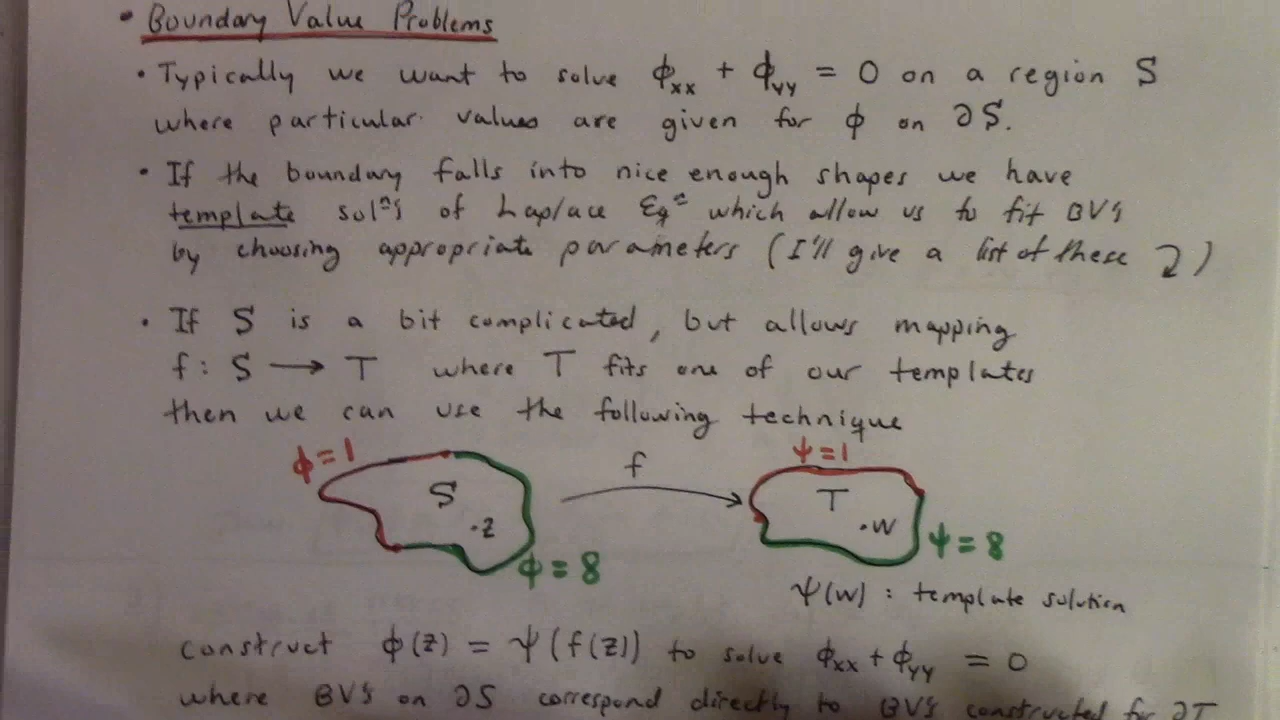 • Boundary Value Problems
• Typically we want to solve ϕxx + ϕyy = 0 on a region S
where particular values are given for ϕ on ∂S.
• If the boundary falls into nice enough shapes we have
template solⁿs of Laplace Eqⁿ which allow us to fit BV's
by choosing appropriate parameters (I'll give a list of these ⤵)
• If S is a bit complicated, but allows mapping
f: S → T where T fits one of our templates
then we can use the following technique
ϕ=1
f
ψ=1
S
T
•z
•w
ϕ=8
ψ=8
ψ(w) : template solution
construct ϕ(z) = ψ(f(z)) to solve ϕxx + ϕyy = 0
where BV's on ∂S correspond directly to BV's constructed for ∂T